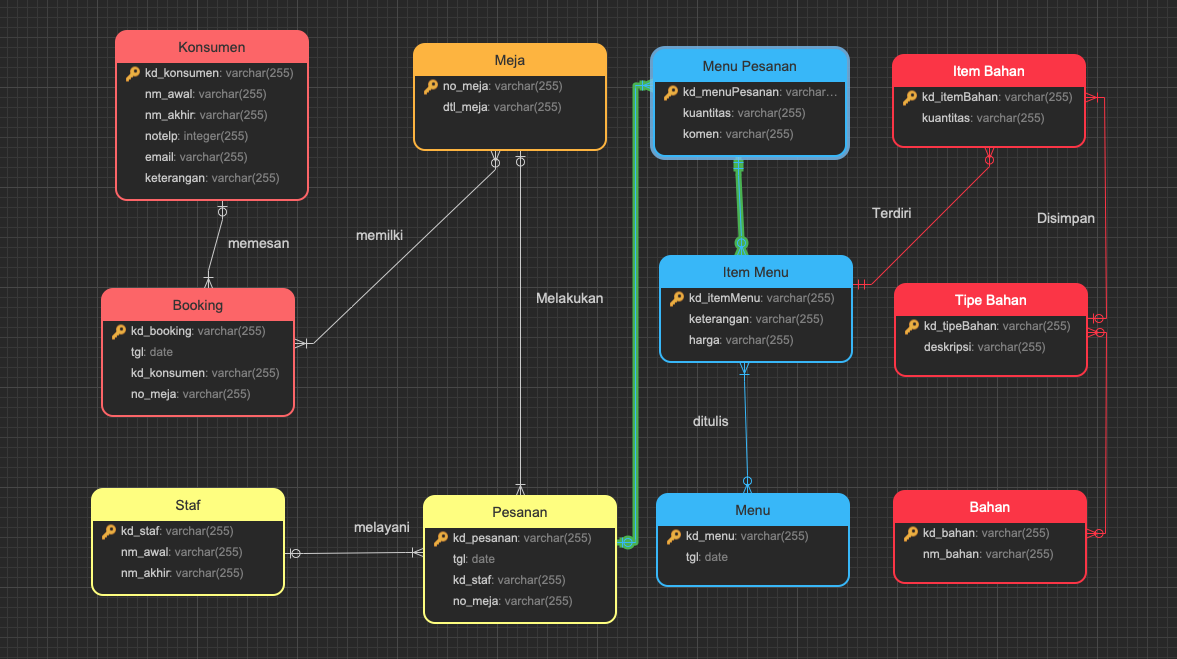 Konsumen
kd_konsumen: varchar(255)
nm_awal: varchar(255)
nm_akhir: varchar(255)
notelp: integer(255)
email: varchar(255)
keterangan: varchar(255)
Meja
no_meja: varchar(255)
dtl_meja: varchar(255)
Menu Pesanan
kd_menuPesanan: varchar...
kuantitas: varchar(255)
komen: varchar(255)
Item Bahan
kd_itemBahan: varchar(255)
kuantitas: varchar(255)
memesan
memilki
Terdiri
Disimpan
Booking
kd_booking: varchar(255)
tgl: date
kd_konsumen: varchar(255)
no_meja: varchar(255)
Melakukan
Item Menu
kd_itemMenu: varchar(255)
keterangan: varchar(255)
harga: varchar(255)
Tipe Bahan
kd_tipeBahan: varchar(255)
deskripsi: varchar(255)
ditulis
Staf
kd_staf: varchar(255)
nm_awal: varchar(255)
nm_akhir: varchar(255)
melayani
Pesanan
kd_pesanan: varchar(255)
tgl: date
kd_staf: varchar(255)
no_meja: varchar(255)
Menu
kd_menu: varchar(255)
tgl: date
Bahan
kd_bahan: varchar(255)
nm_bahan: varchar(255)